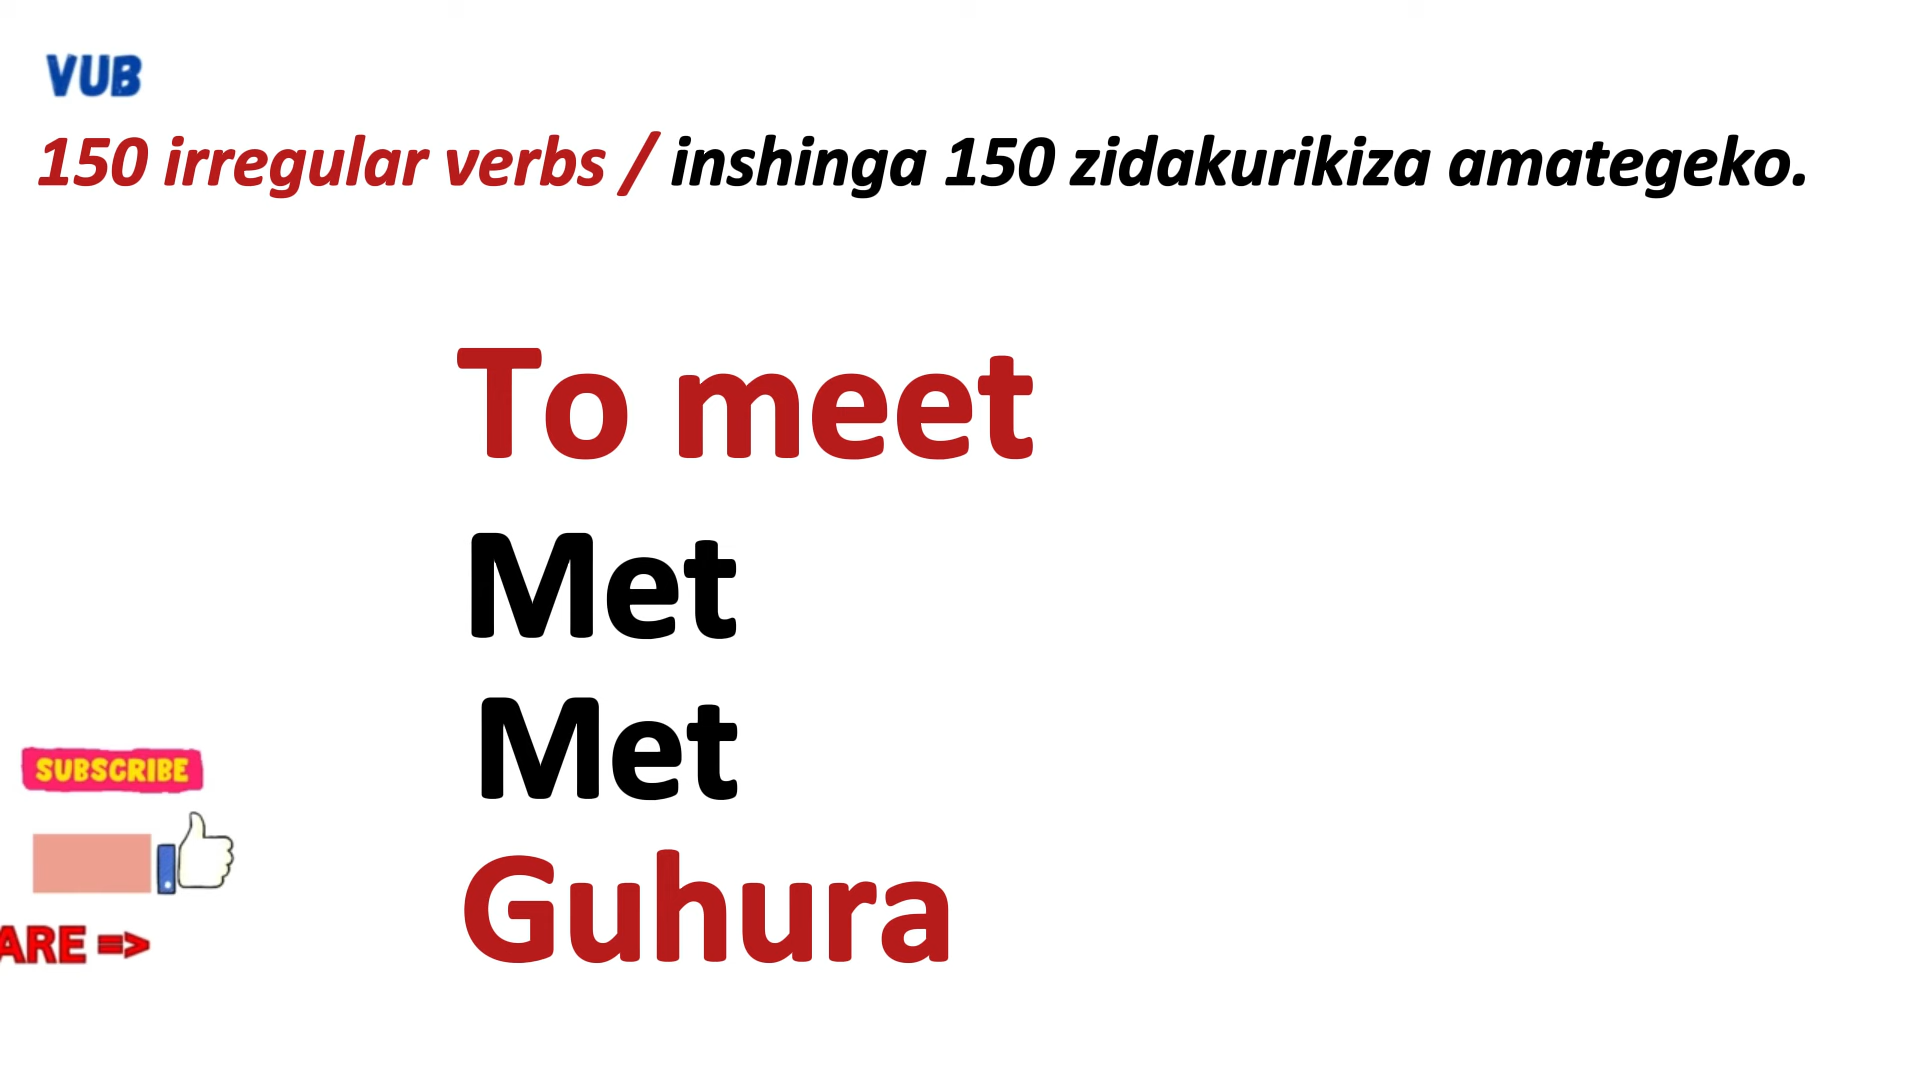 VUB
150 irregular verbs / inshinga 150 zidakurikiza amategeko.
To meet
Met
Met
Guhura
SUBSCRIBE
ARE =>